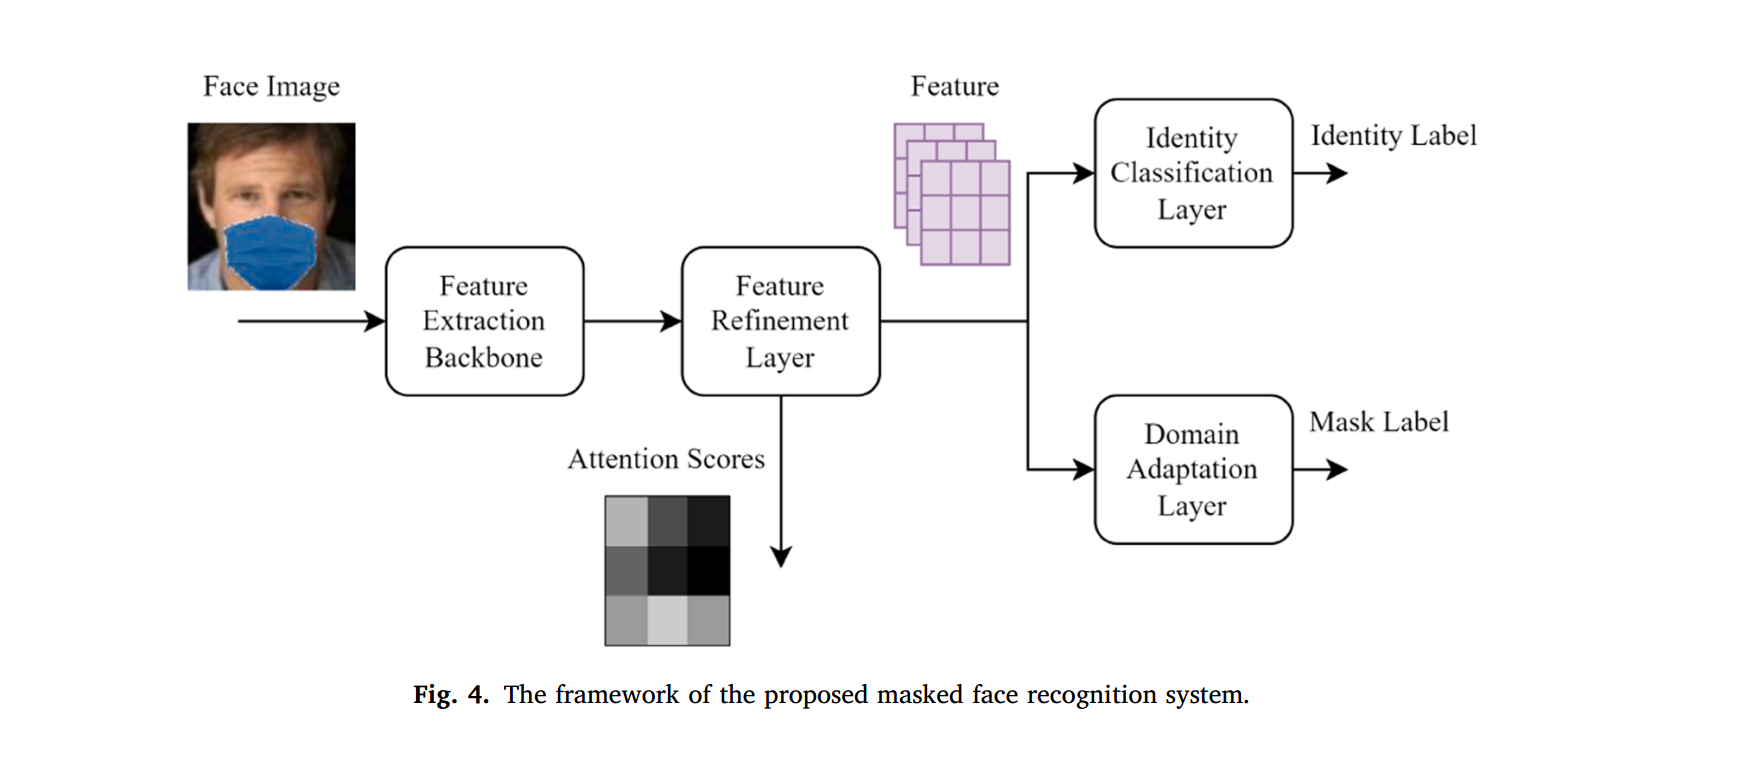 Face Image
Feature
Extraction
Backbone
Feature
Refinement
Layer
Attention Scores
Feature
Identity
Classification
Layer
Identity Label
Domain
Adaptation
Layer
Mask Label
Fig. 4. The framework of the proposed masked face recognition system.